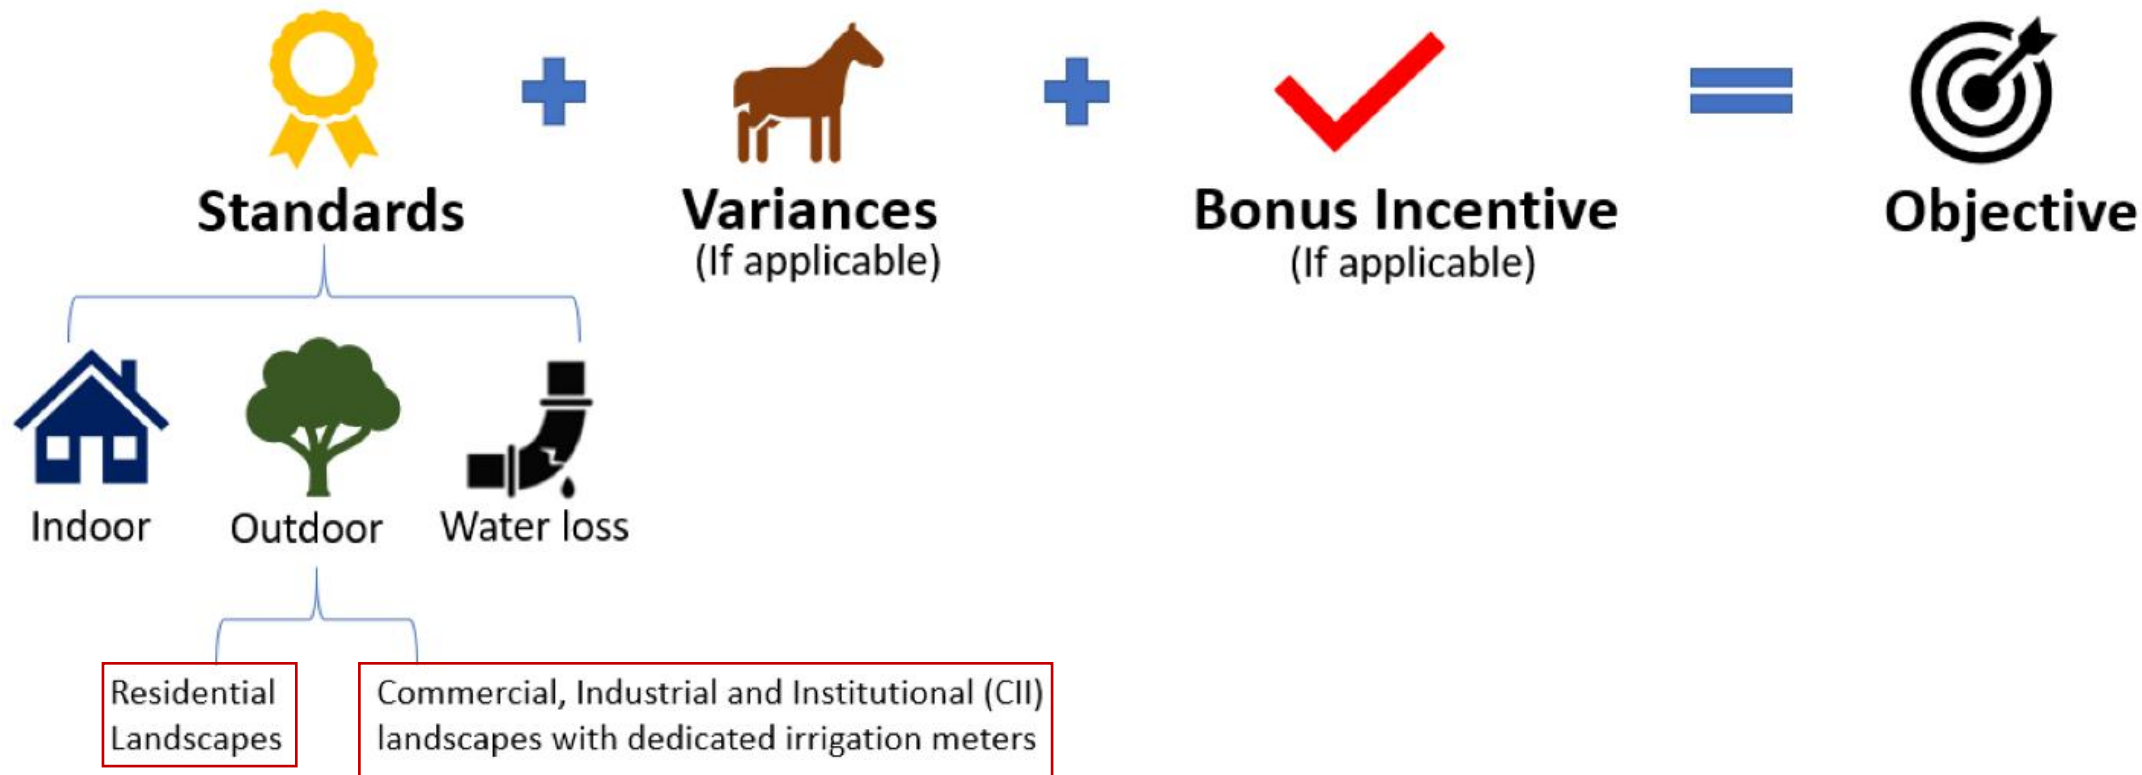 Standards
Variances
(If applicable)
Bonus Incentive
(If applicable)
Objective
Indoor
Outdoor
Water loss
Residential
Landscapes
Commercial, Industrial and Institutional (CII)
landscapes with dedicated irrigation meters